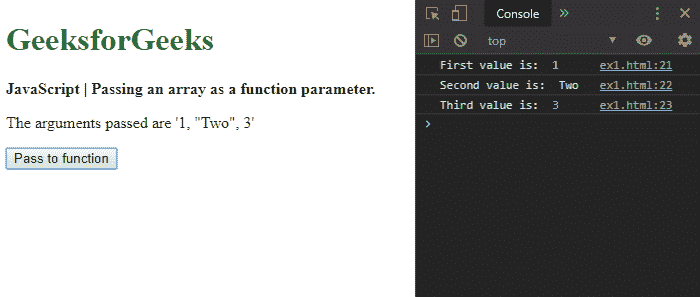 GeeksforGeeks
JavaScript | Passing an array as a function parameter.
The arguments passed are '1, "Two", 3'
Pass to function
Console »
top
First value is: 1 ex1.html:21
Second value is: Two ex1.html:22
Third value is: 3 ex1.html:23